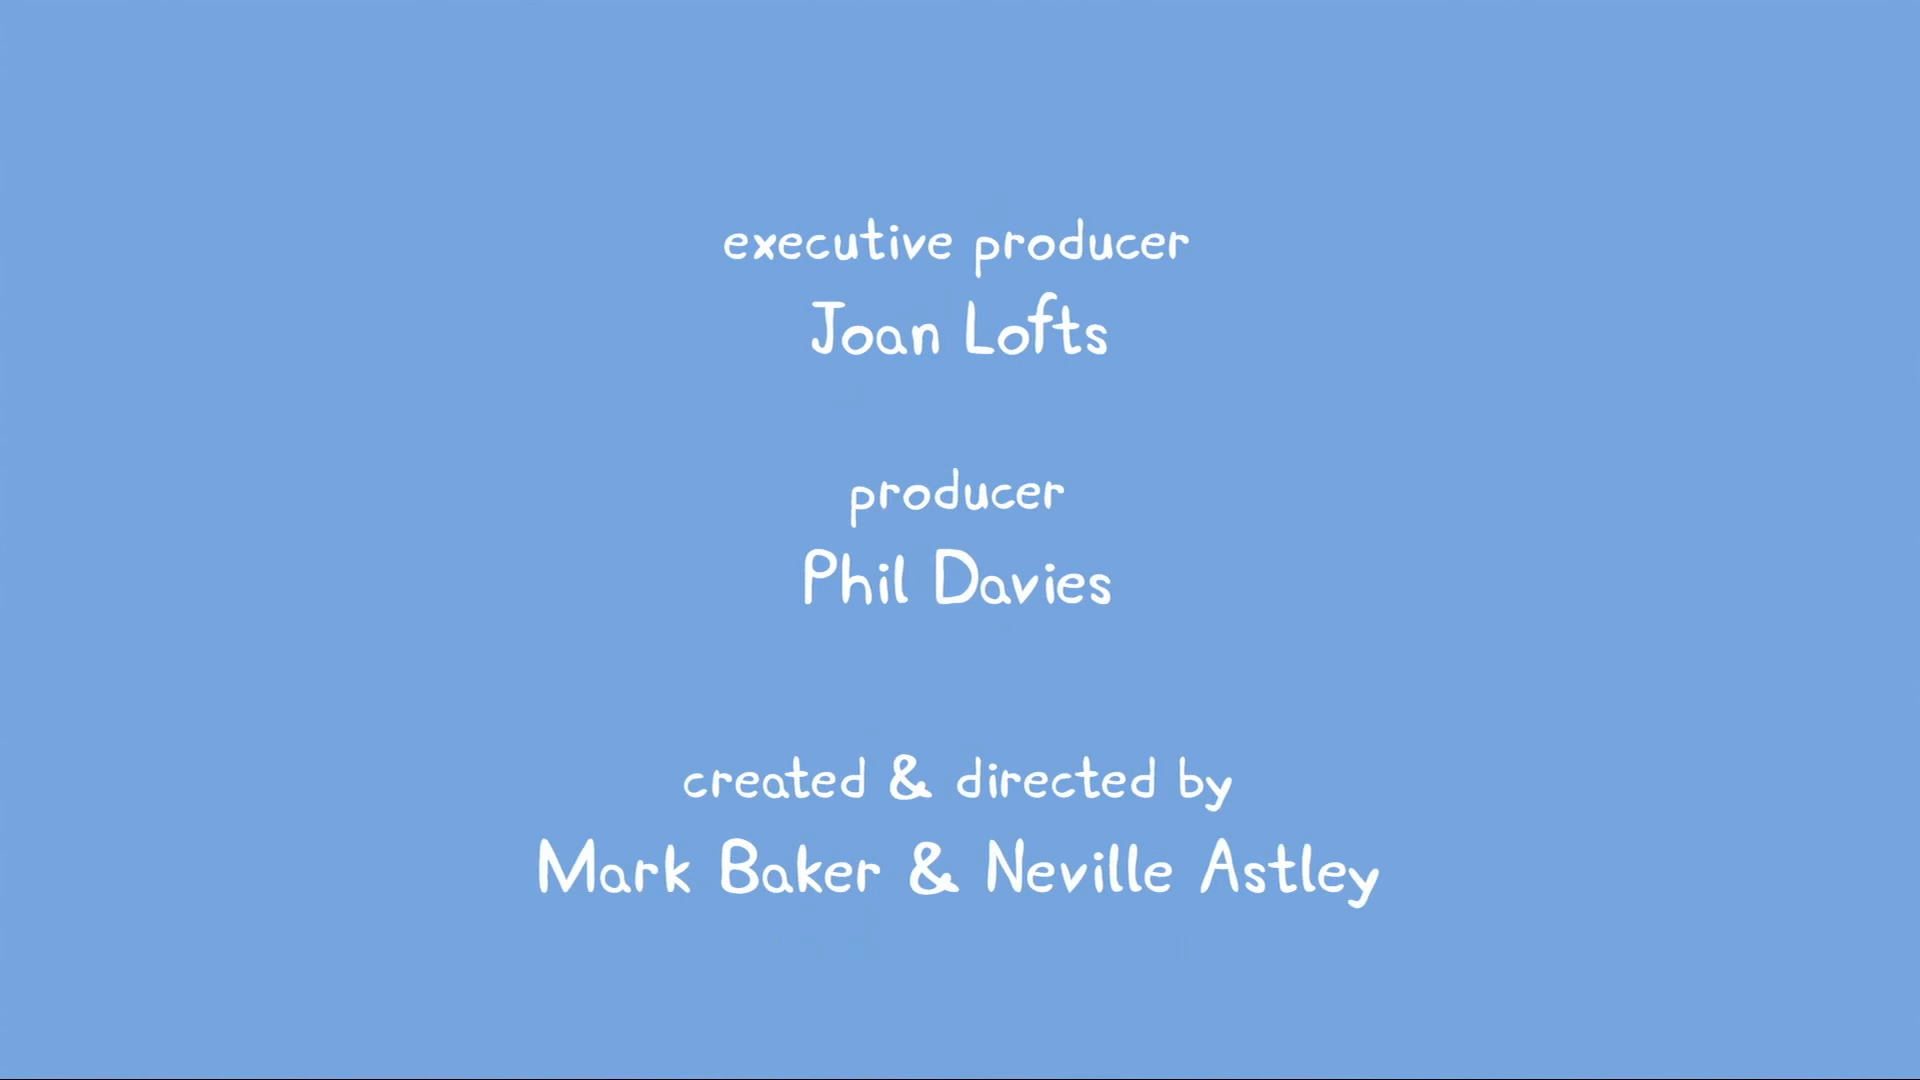 executive producer
Joan Lofts
producer
Phil Davies
created & directed by
Mark Baker & Neville Astley